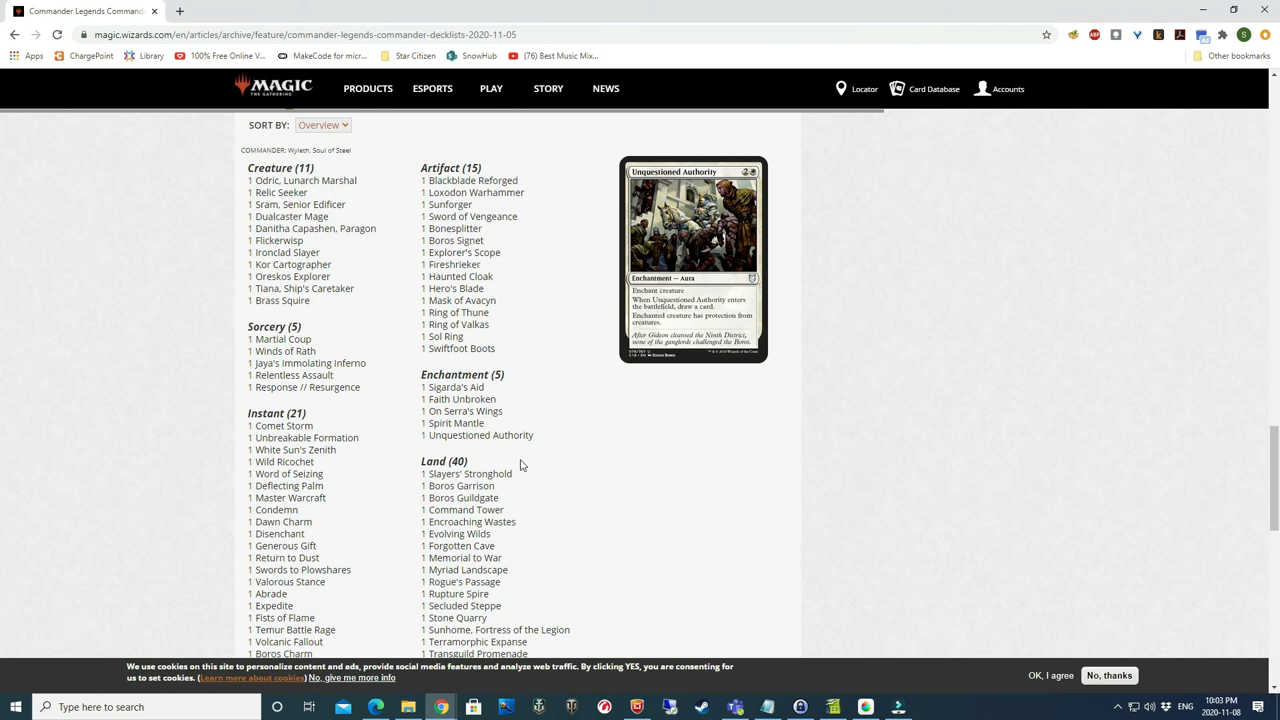 Commander Legends Comman
magic.wizards.com/en/articles/archive/feature/commander-legends-commander-decklists-2020-11-05
Apps ChargePoint Library 100% Free Online V... MakeCode for micr... Star Citizen SnowHub (76) Best Music Mix... Other bookmarks
MAGIC
THE GATHERING
PRODUCTS ESPORTS PLAY STORY NEWS Locator Card Database Accounts
SORT BY: Overview
COMMANDER: Wyleth, Soul of Steel
Creature (11)
1 Odric, Lunarch Marshal
1 Relic Seeker
1 Sram, Senior Edificer
1 Dualcaster Mage
1 Danitha Capashen, Paragon
1 Flickerwisp
1 Ironclad Slayer
1 Kor Cartographer
1 Oreskos Explorer
1 Tiana, Ship's Caretaker
1 Brass Squire
Sorcery (5)
1 Martial Coup
1 Winds of Rath
1 Jaya's Immolating Inferno
1 Relentless Assault
1 Response // Resurgence
Instant (21)
1 Comet Storm
1 Unbreakable Formation
1 White Sun's Zenith
1 Wild Ricochet
1 Word of Seizing
1 Deflecting Palm
1 Master Warcraft
1 Condemn
1 Dawn Charm
1 Disenchant
1 Generous Gift
1 Return to Dust
1 Swords to Plowshares
1 Valorous Stance
1 Abrade
1 Expedite
1 Fists of Flame
1 Temur Battle Rage
1 Volcanic Fallout
1 Boros Charm
Artifact (15)
1 Blackblade Reforged
1 Loxodon Warhammer
1 Sunforger
1 Sword of Vengeance
1 Bonesplitter
1 Boros Signet
1 Explorer's Scope
1 Fireshrieker
1 Haunted Cloak
1 Hero's Blade
1 Mask of Avacyn
1 Ring of Thune
1 Ring of Valkas
1 Sol Ring
1 Swiftfoot Boots
Enchantment (5)
1 Sigarda's Aid
1 Faith Unbroken
1 On Serra's Wings
1 Spirit Mantle
1 Unquestioned Authority
Land (40)
1 Slayers' Stronghold
1 Boros Garrison
1 Boros Guildgate
1 Command Tower
1 Encroaching Wastes
1 Evolving Wilds
1 Forgotten Cave
1 Memorial to War
1 Myriad Landscape
1 Rogue's Passage
1 Rupture Spire
1 Secluded Steppe
1 Stone Quarry
1 Sunhome, Fortress of the Legion
1 Terramorphic Expanse
1 Transguild Promenade
Unquestioned Authority 2
Enchantment — Aura
Enchant creature
When Unquestioned Authority enters
the battlefield, draw a card.
Enchanted creature has protection from
creatures.
After Gideon cleansed the Ninth District,
none of the ganglords challenged the Boros.
We use cookies on this site to personalize content and ads, provide social media features and analyze web traffic. By clicking YES, you are consenting for
us to set cookies. (Learn more about cookies) No, give me more info
OK, I agree No, thanks
Type here to search
ENG
10:03 PM
2020-11-08